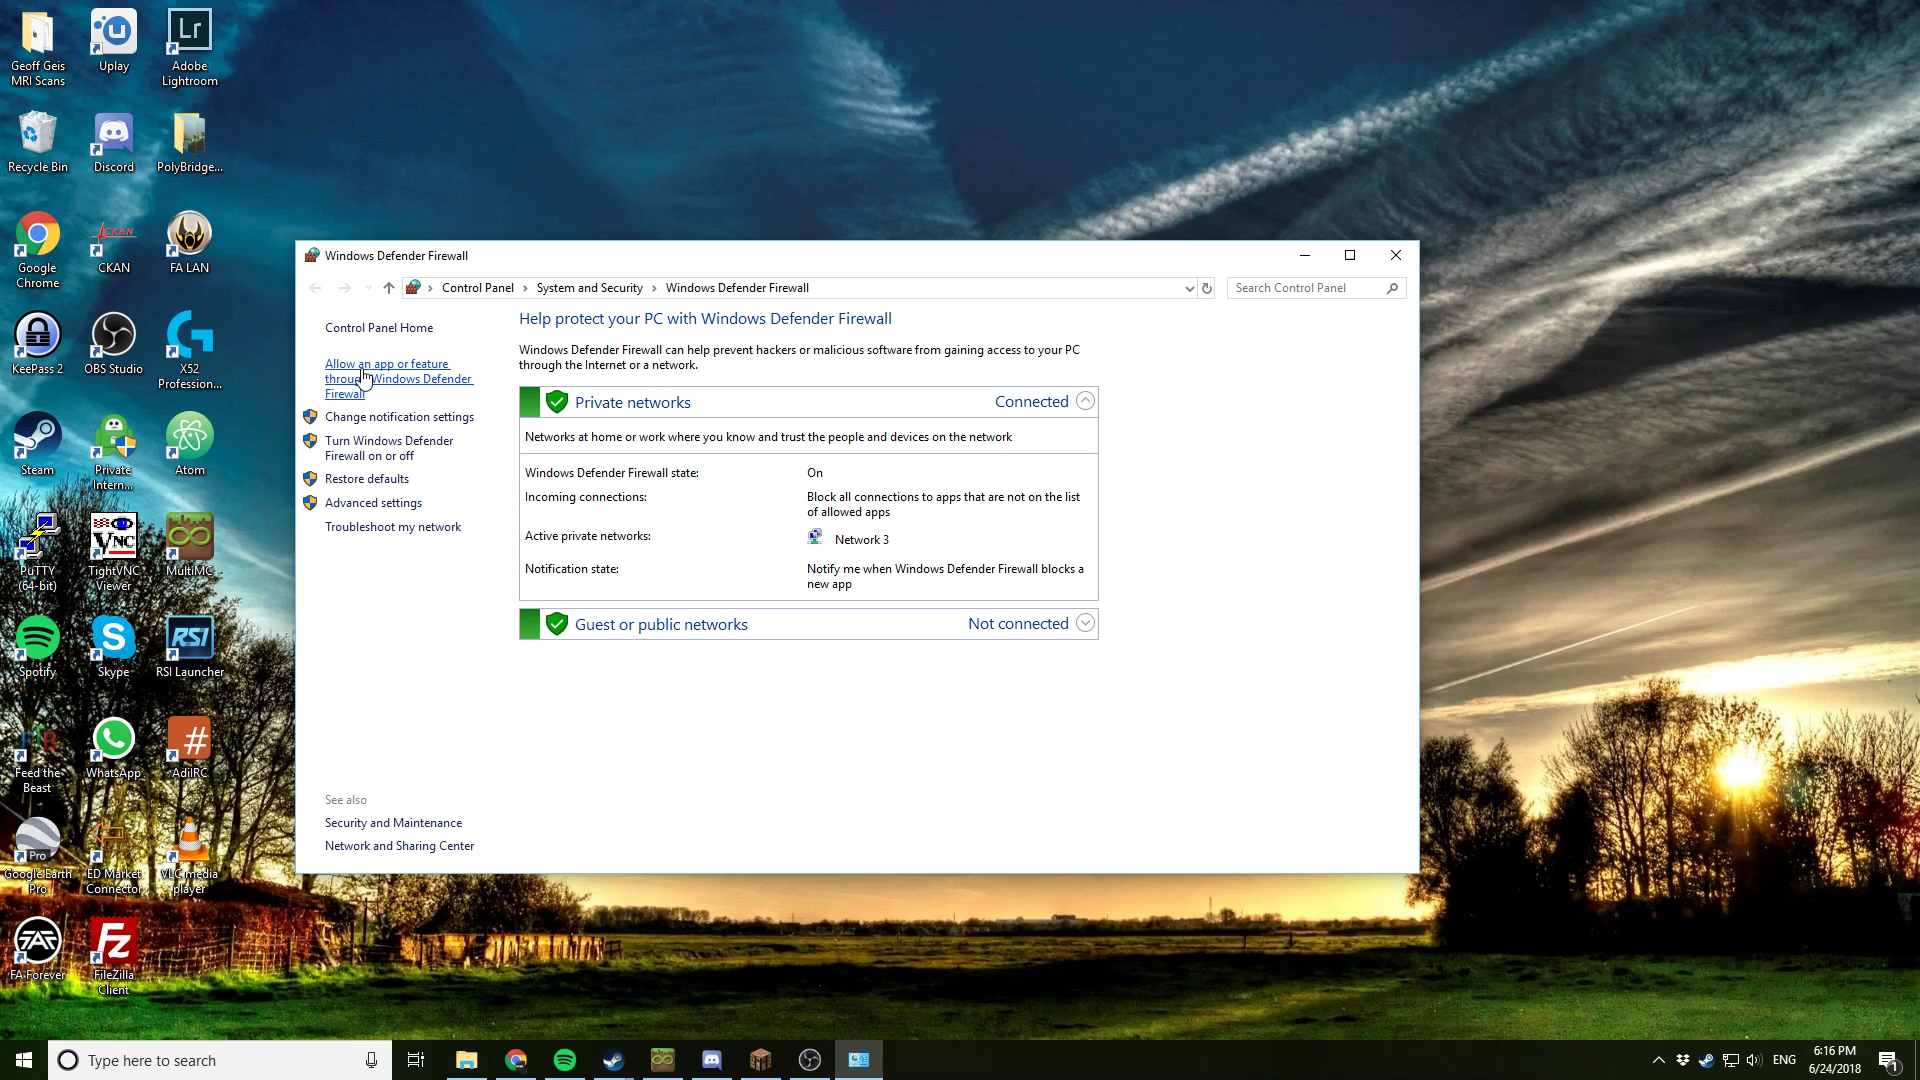 Geoff Geis
MRI Scans
Uplay
Lr
Adobe
Lightroom
Recycle Bin
Discord
PolyBridge...
Google
Chrome
CKAN
CKAN
FA LAN
KeePass 2
OBS Studio
X52
Profession...
Steam
Private
Intern...
Atom
PuTTY
(64-bit)
VNC
TightVNC
Viewer
MultiMC
Spotify
Skype
RSI
RSI Launcher
FTB
Feed the
Beast
WhatsApp
#
AdiIRC
Pro
Google Earth
Pro
ED Market
Connector
VLC media
player
FAF
FA Forever
Fz
FileZilla
Client
Windows Defender Firewall
Control Panel > System and Security > Windows Defender Firewall
Search Control Panel
Control Panel Home
Allow an app or feature
through Windows Defender
Firewall
Change notification settings
Turn Windows Defender
Firewall on or off
Restore defaults
Advanced settings
Troubleshoot my network
See also
Security and Maintenance
Network and Sharing Center
Help protect your PC with Windows Defender Firewall
Windows Defender Firewall can help prevent hackers or malicious software from gaining access to your PC
through the Internet or a network.
Private networks Connected
Networks at home or work where you know and trust the people and devices on the network
Windows Defender Firewall state: On
Incoming connections: Block all connections to apps that are not on the list
of allowed apps
Active private networks: Network 3
Notification state: Notify me when Windows Defender Firewall blocks a
new app
Guest or public networks Not connected
Type here to search
ENG
6:16 PM
6/24/2018
1